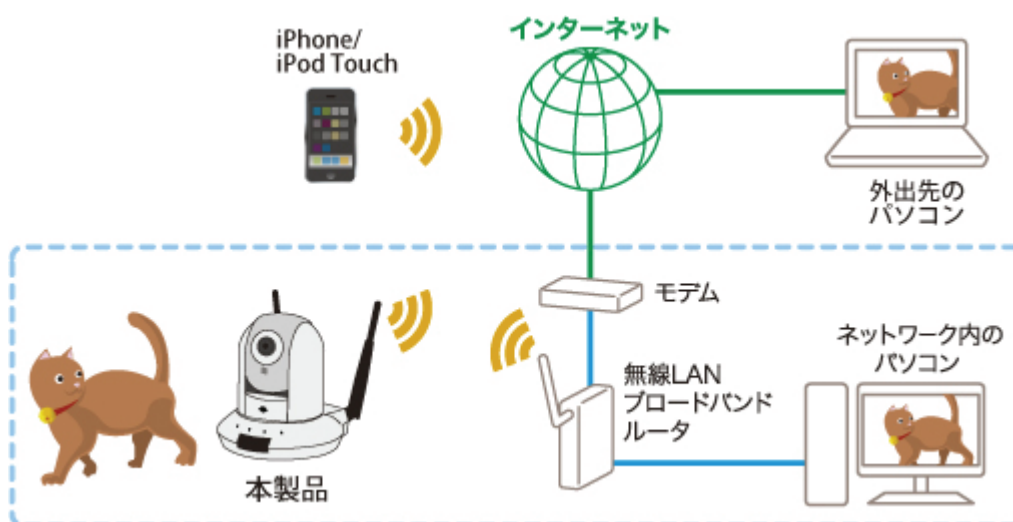 iPhone/
iPod Touch
インターネット
外出先の
パソコン
モデム
ネットワーク内の
パソコン
無線LAN
ブロードバンド
ルータ
本製品